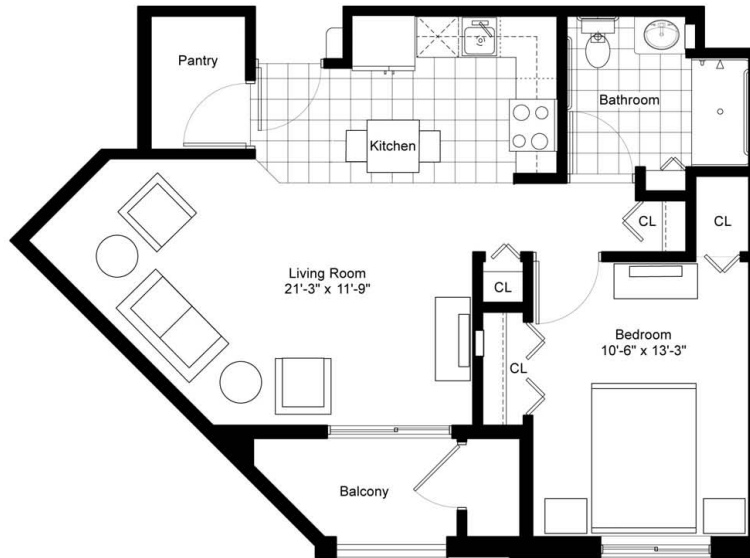 Pantry
Bathroom
Kitchen
CL
CL
Living Room
21'-3" x 11'-9"
CL
Bedroom
10'-6" x 13'-3"
CL
Balcony